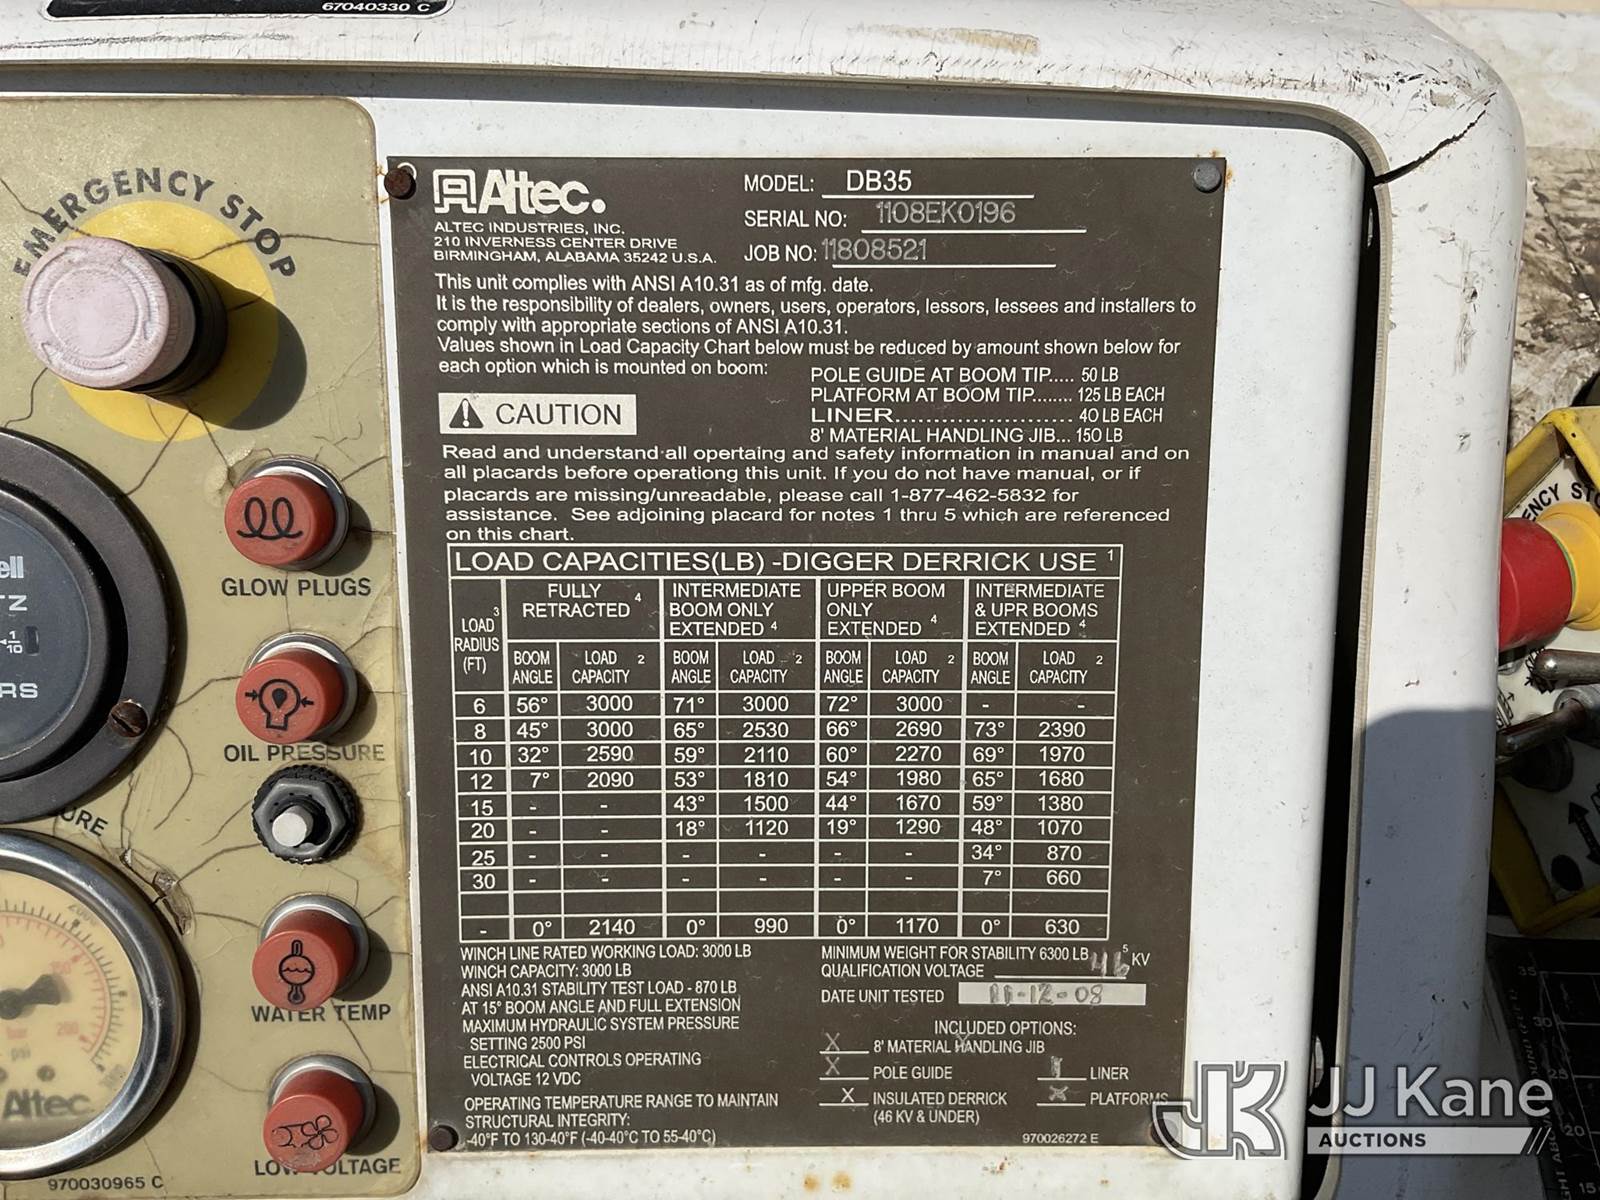 67040330 C
EMERGENCY STOP
GLOW PLUGS
OIL PRESSURE
WATER TEMP
LOW VOLTAGE
970030965 C
ell
TZ
1/10
RS
URE
psi
Altec
Altec.
ALTEC INDUSTRIES, INC.
210 INVERNESS CENTER DRIVE
BIRMINGHAM, ALABAMA 35242 U.S.A.
MODEL: DB35
SERIAL NO: 1108EK0196
JOB NO: 11808521
This unit complies with ANSI A10.31 as of mfg. date.
It is the responsibility of dealers, owners, users, operators, lessors, lessees and installers to
comply with appropriate sections of ANSI A10.31.
Values shown in Load Capacity Chart below must be reduced by amount shown below for
each option which is mounted on boom:
POLE GUIDE AT BOOM TIP..... 50 LB
PLATFORM AT BOOM TIP........ 125 LB EACH
LINER........................ 40 LB EACH
8' MATERIAL HANDLING JIB... 150 LB
CAUTION
Read and understand all opertaing and safety information in manual and on
all placards before operationg this unit. If you do not have manual, or if
placards are missing/unreadable, please call 1-877-462-5832 for
assistance. See adjoining placard for notes 1 thru 5 which are referenced
on this chart.
LOAD CAPACITIES(LB) -DIGGER DERRICK USE 1
LOAD RADIUS (FT) 3
FULLY RETRACTED 4
INTERMEDIATE BOOM ONLY EXTENDED 4
UPPER BOOM ONLY EXTENDED 4
INTERMEDIATE & UPR BOOMS EXTENDED 4
BOOM ANGLE LOAD CAPACITY 2 BOOM ANGLE LOAD CAPACITY 2 BOOM ANGLE LOAD CAPACITY 2 BOOM ANGLE LOAD CAPACITY 2
6 56° 3000 71° 3000 72° 3000 - -
8 45° 3000 65° 2530 66° 2690 73° 2390
10 32° 2590 59° 2110 60° 2270 69° 1970
12 7° 2090 53° 1810 54° 1980 65° 1680
15 - - 43° 1500 44° 1670 59° 1380
20 - - 18° 1120 19° 1290 48° 1070
25 - - - - - - 34° 870
30 - - - - - - 7° 660
- 0° 2140 0° 990 0° 1170 0° 630
WINCH LINE RATED WORKING LOAD: 3000 LB
WINCH CAPACITY: 3000 LB
ANSI A10.31 STABILITY TEST LOAD - 870 LB
AT 15° BOOM ANGLE AND FULL EXTENSION
MAXIMUM HYDRAULIC SYSTEM PRESSURE
SETTING 2500 PSI
ELECTRICAL CONTROLS OPERATING
VOLTAGE 12 VDC
OPERATING TEMPERATURE RANGE TO MAINTAIN
STRUCTURAL INTEGRITY:
-40°F TO 130-40°F (-40-40°C TO 55-40°C)
MINIMUM WEIGHT FOR STABILITY 6300 LB 5
QUALIFICATION VOLTAGE 46 KV
DATE UNIT TESTED 11-12-08
INCLUDED OPTIONS:
X 8' MATERIAL HANDLING JIB
X POLE GUIDE
LINER
X INSULATED DERRICK
(46 KV & UNDER)
X PLATFORMS
970026272 E
JJ Kane
AUCTIONS